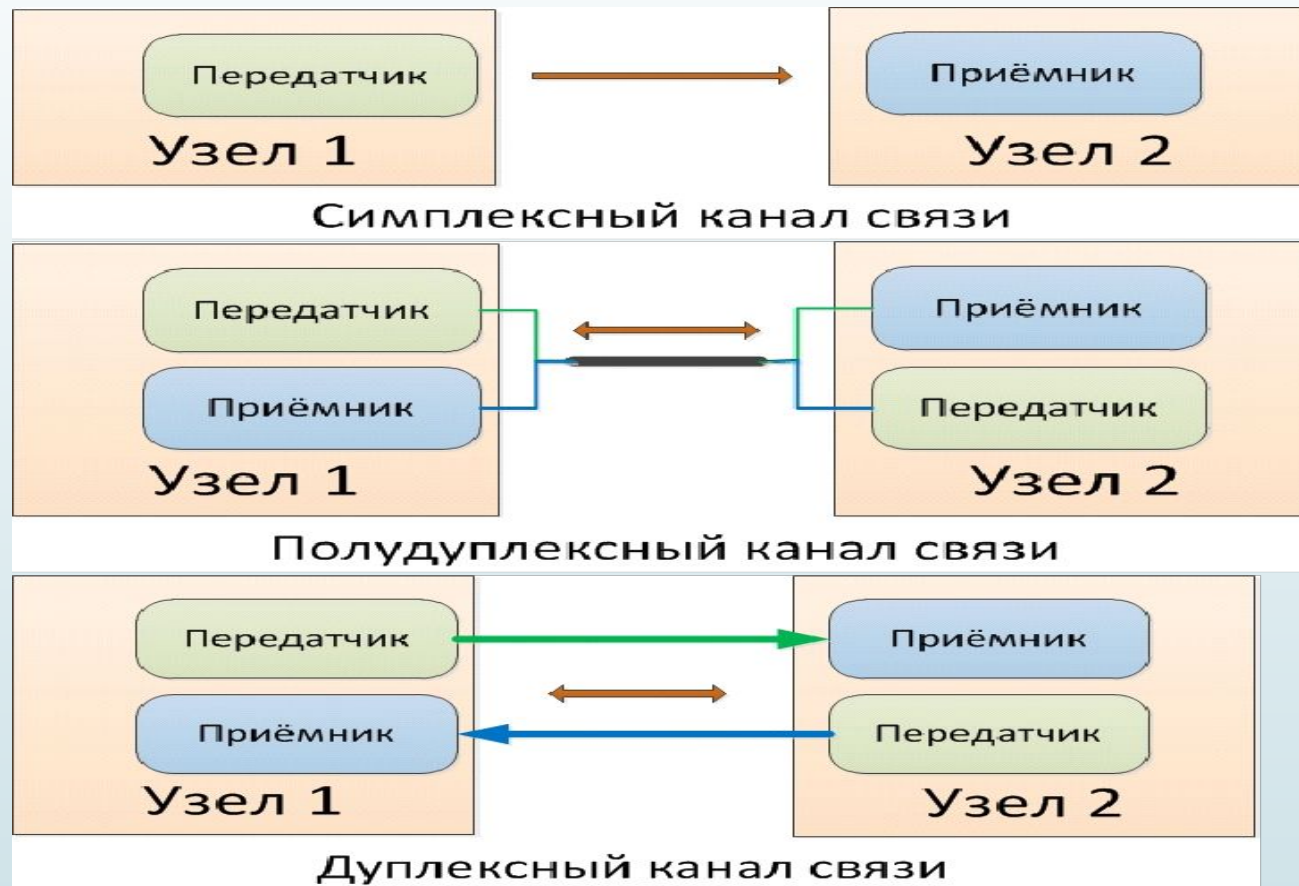 Передатчик
Приёмник
Узел 1
Узел 2
Симплексный канал связи
Передатчик
Приёмник
Приёмник
Передатчик
Узел 1
Узел 2
Полудуплексный канал связи
Передатчик
Приёмник
Приёмник
Передатчик
Узел 1
Узел 2
Дуплексный канал связи